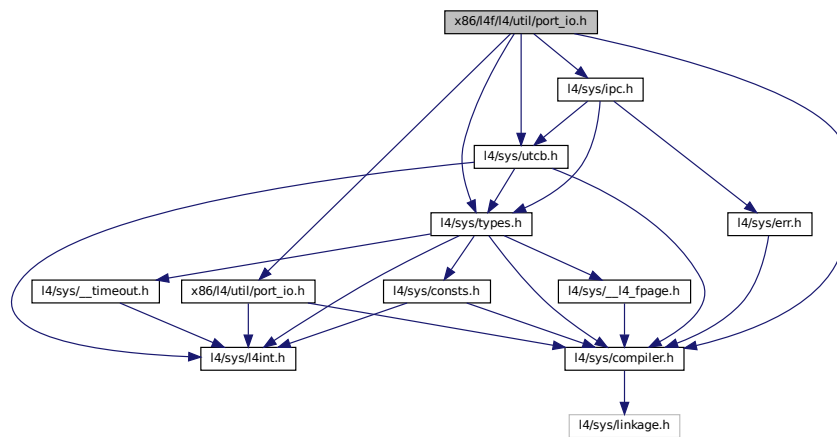 x86/l4f/l4/util/port_io.h
l4/sys/ipc.h
l4/sys/utcb.h
l4/sys/types.h
l4/sys/err.h
l4/sys/__timeout.h
x86/l4/util/port_io.h
l4/sys/consts.h
l4/sys/__l4_fpage.h
l4/sys/l4int.h
l4/sys/compiler.h
l4/sys/linkage.h